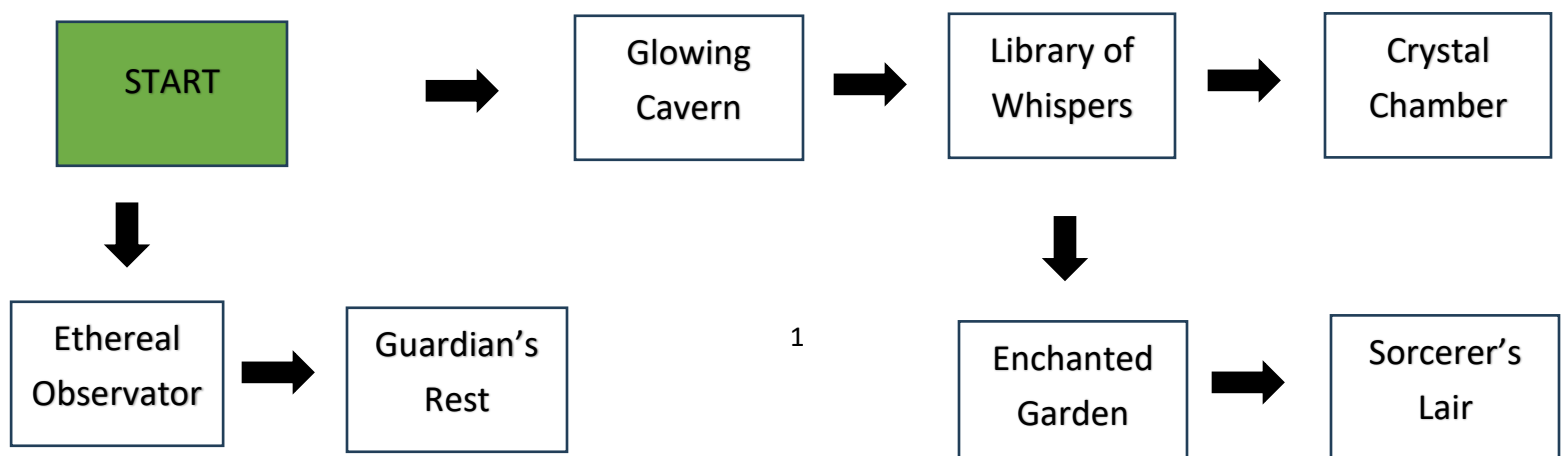 START
Glowing
Cavern
Library of
Whispers
Crystal
Chamber
Ethereal
Observator
Guardian’s
Rest
1
Enchanted
Garden
Sorcerer’s
Lair